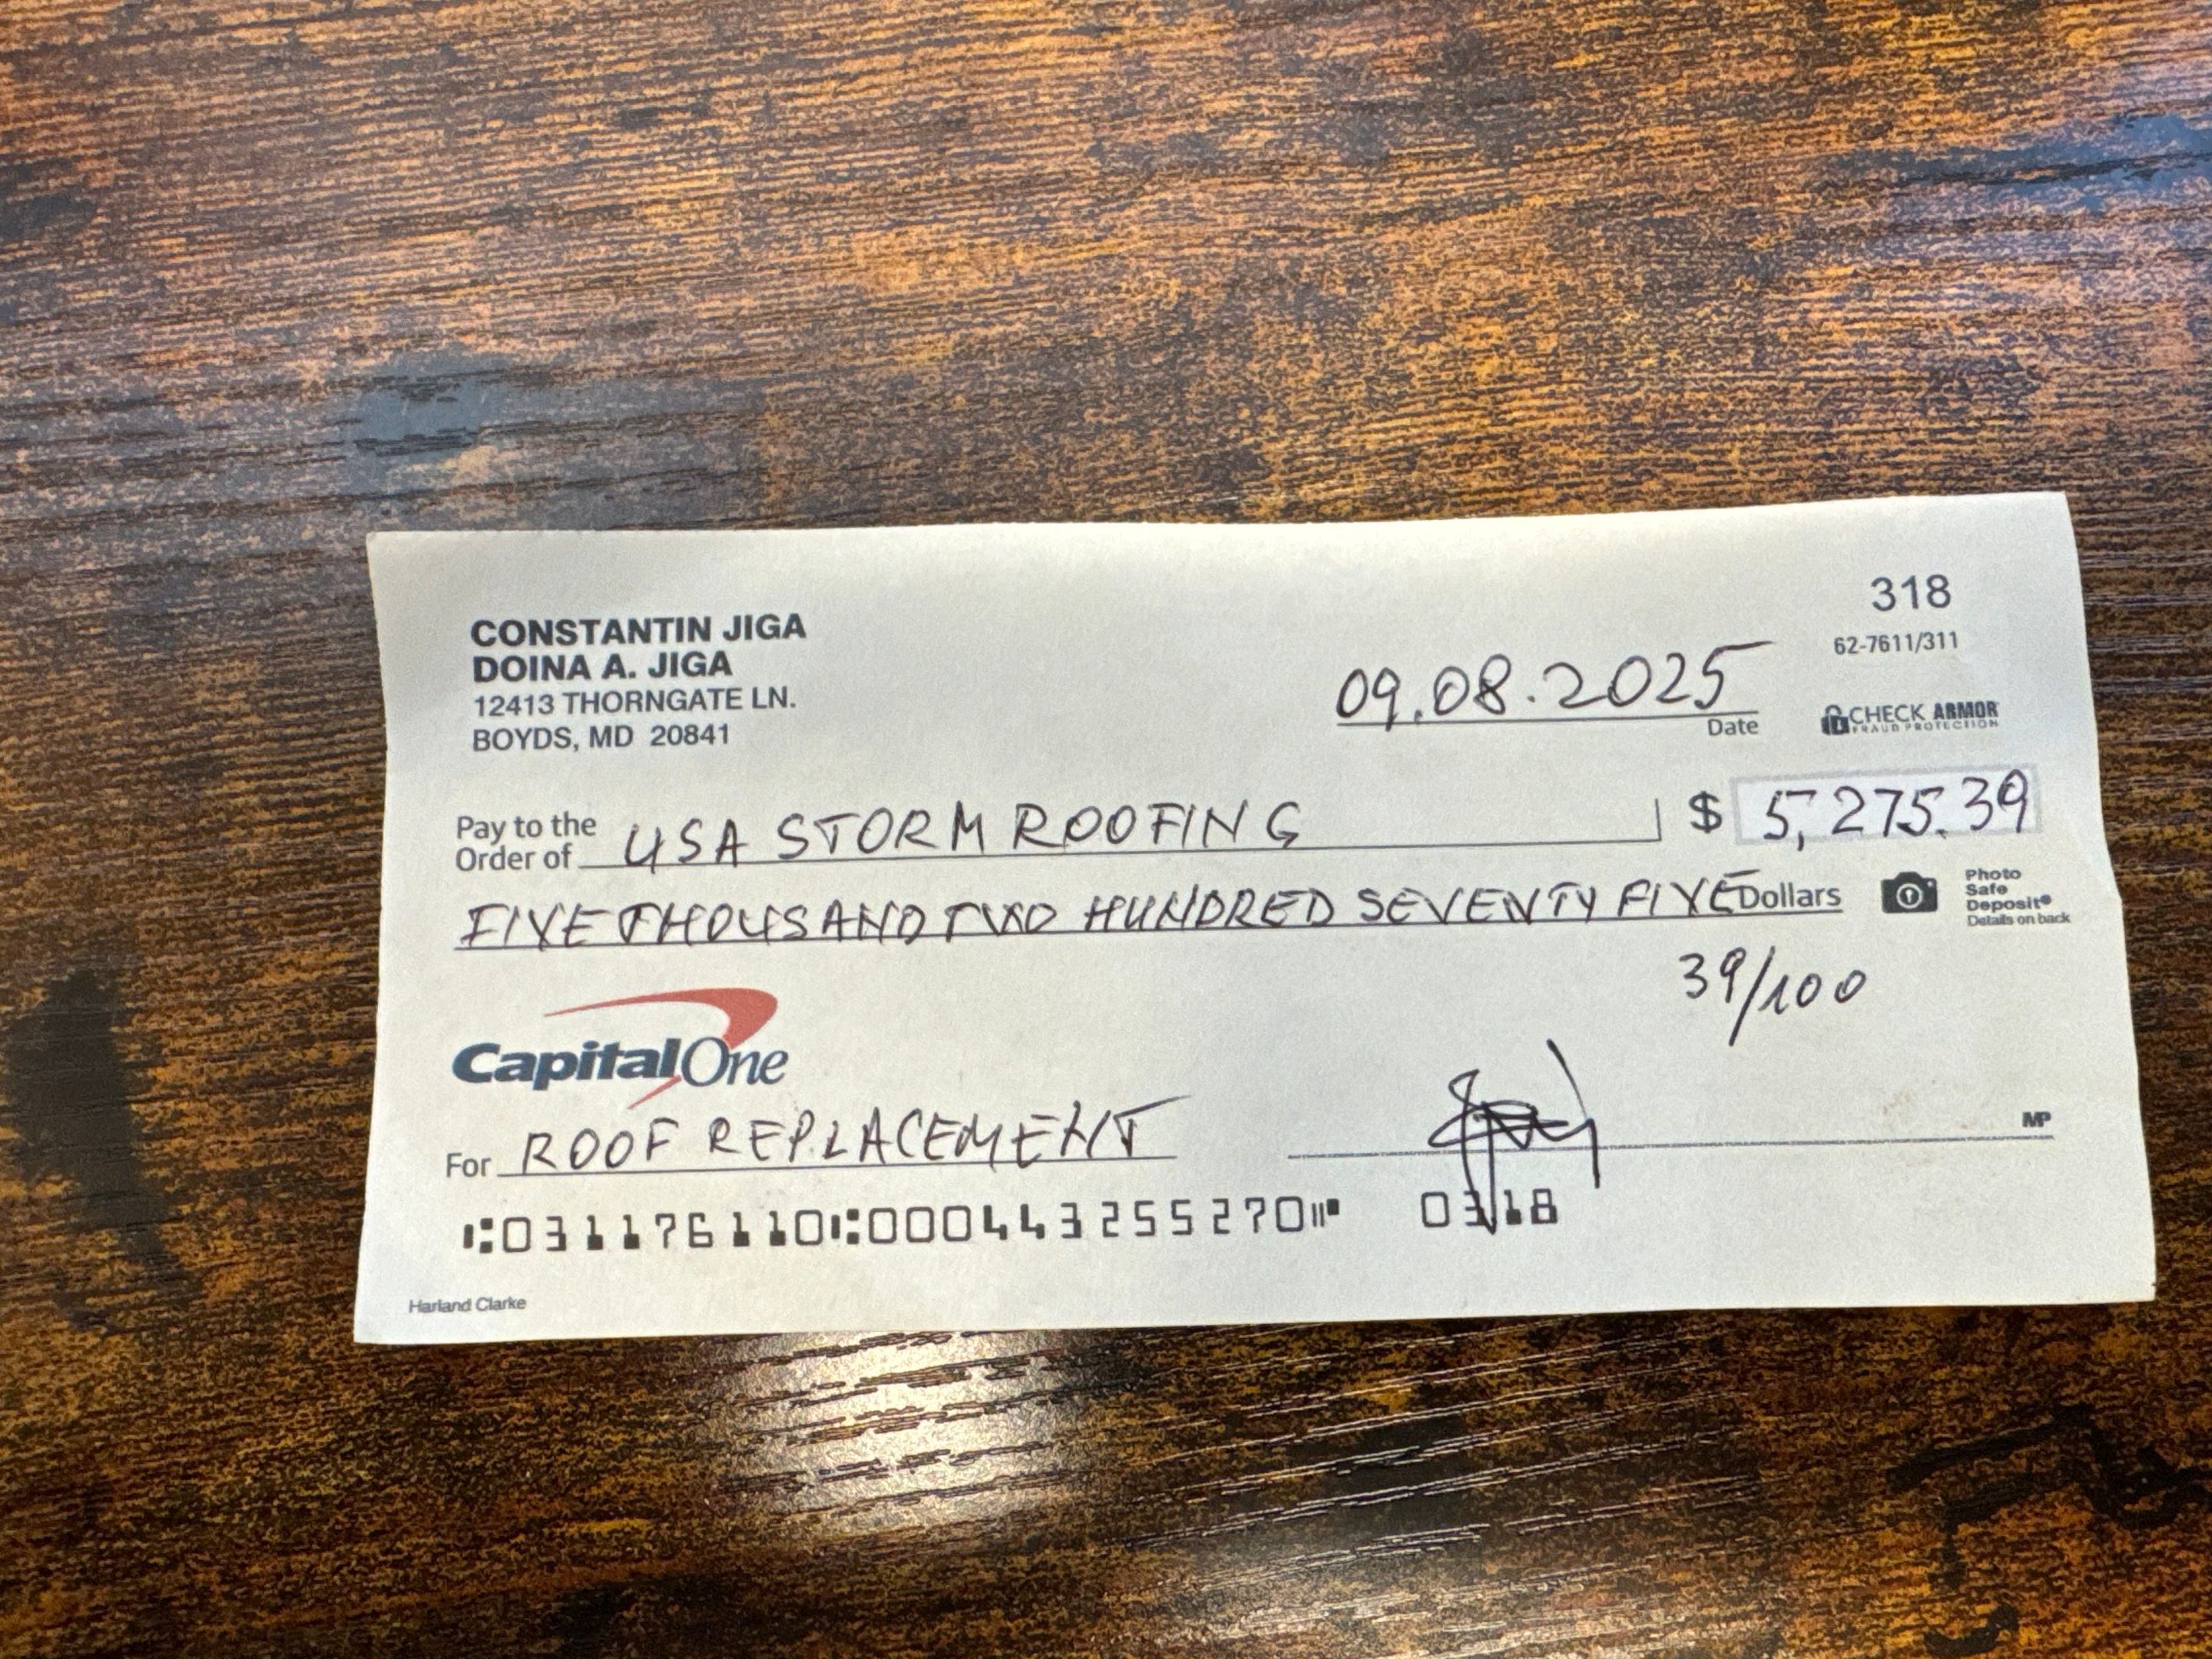 318
62-7611/311
CONSTANTIN JIGA
DOINA A. JIGA
12413 THORNGATE LN.
BOYDS, MD 20841
09.08.2025
Date
CHECK ARMOR
FRAUD PROTECTION
Pay to the
Order of USA STORM ROOFING $ 5,275.39
FIVE THOUSAND TWO HUNDRED SEVENTY FIVE Dollars
Photo
Safe
Deposit®
Details on back
39/100
CapitalOne
For ROOF REPLACEMENT
MP
⑆031176110⑆000443255270⑈ 0318
Harland Clarke